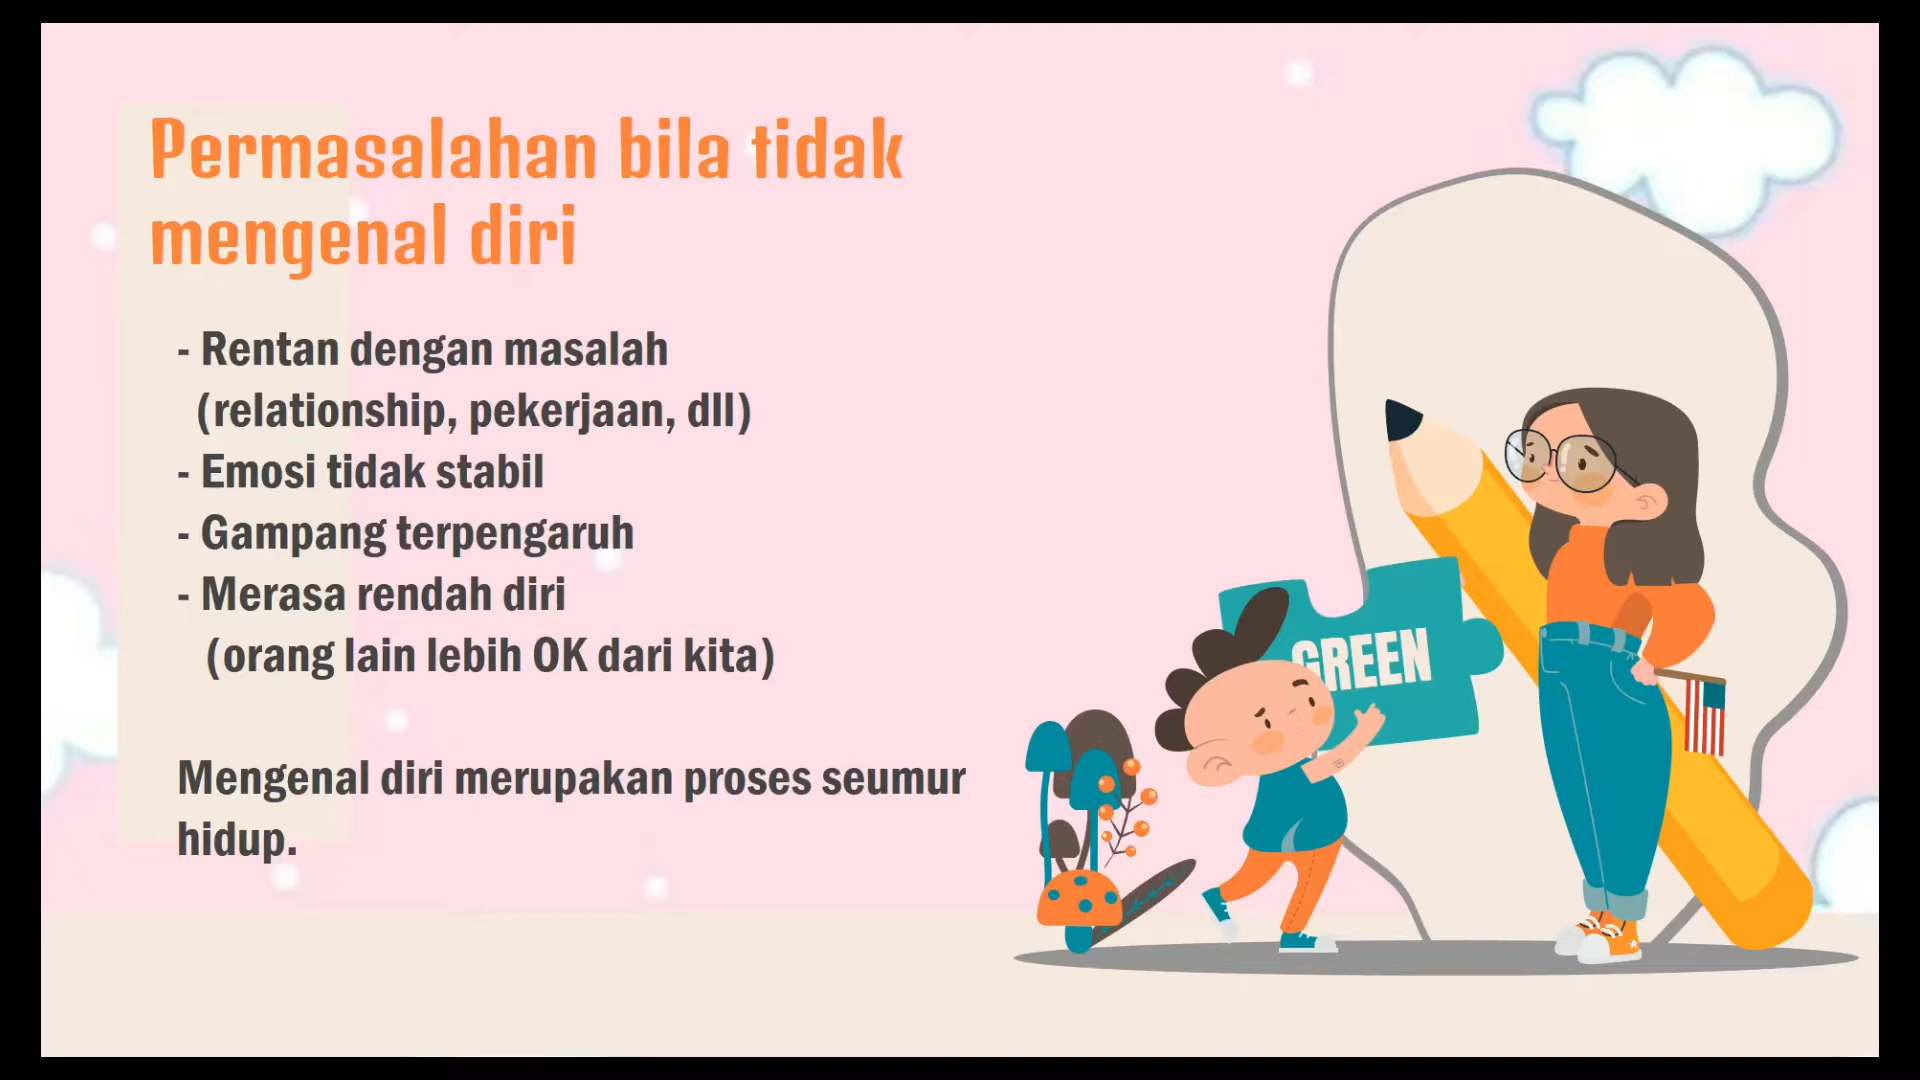 Permasalahan bila tidak
mengenal diri
- Rentan dengan masalah
(relationship, pekerjaan, dll)
- Emosi tidak stabil
- Gampang terpengaruh
- Merasa rendah diri
(orang lain lebih OK dari kita)
Mengenal diri merupakan proses seumur
hidup.
GREEN